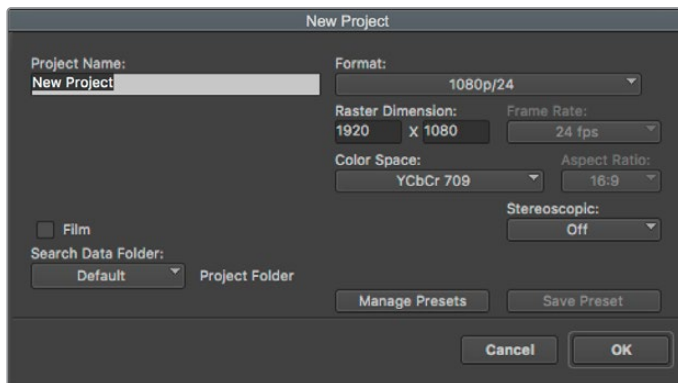 New Project
Project Name:
New Project
Format:
1080p/24
Raster Dimension:
1920 x 1080
Frame Rate:
24 fps
Color Space:
YCbCr 709
Aspect Ratio:
16:9
Stereoscopic:
Off
Film
Search Data Folder:
Default
Project Folder
Manage Presets
Save Preset
Cancel
OK